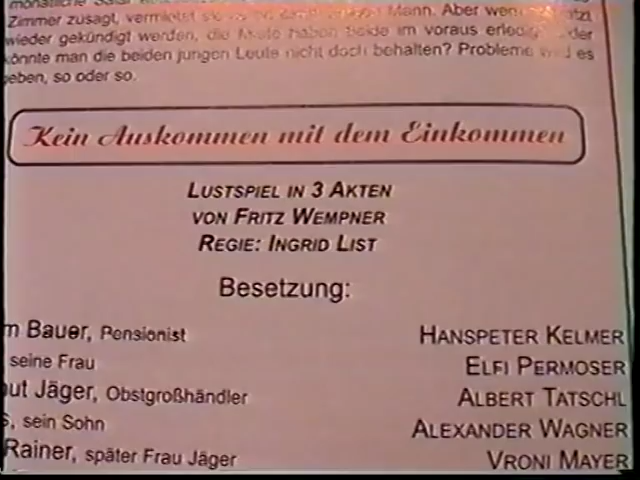 Zimmer zusagt, vermietet sie Mann. Aber
wieder gekündigt werden, die Miete haben beide im voraus
könnte man die beiden jungen Leute nicht doch behalten? Probleme es
geben, so oder so.
Kein Auskommen mit dem Einkommen
LUSTSPIEL IN 3 AKTEN
VON FRITZ WEMPNER
REGIE: INGRID LIST
Besetzung:
m Bauer, Pensionist HANSPETER KELMER
seine Frau ELFI PERMOSER
ut Jäger, Obstgroßhändler ALBERT TATSCHL
s, sein Sohn ALEXANDER WAGNER
Rainer, später Frau Jäger VRONI MAYER